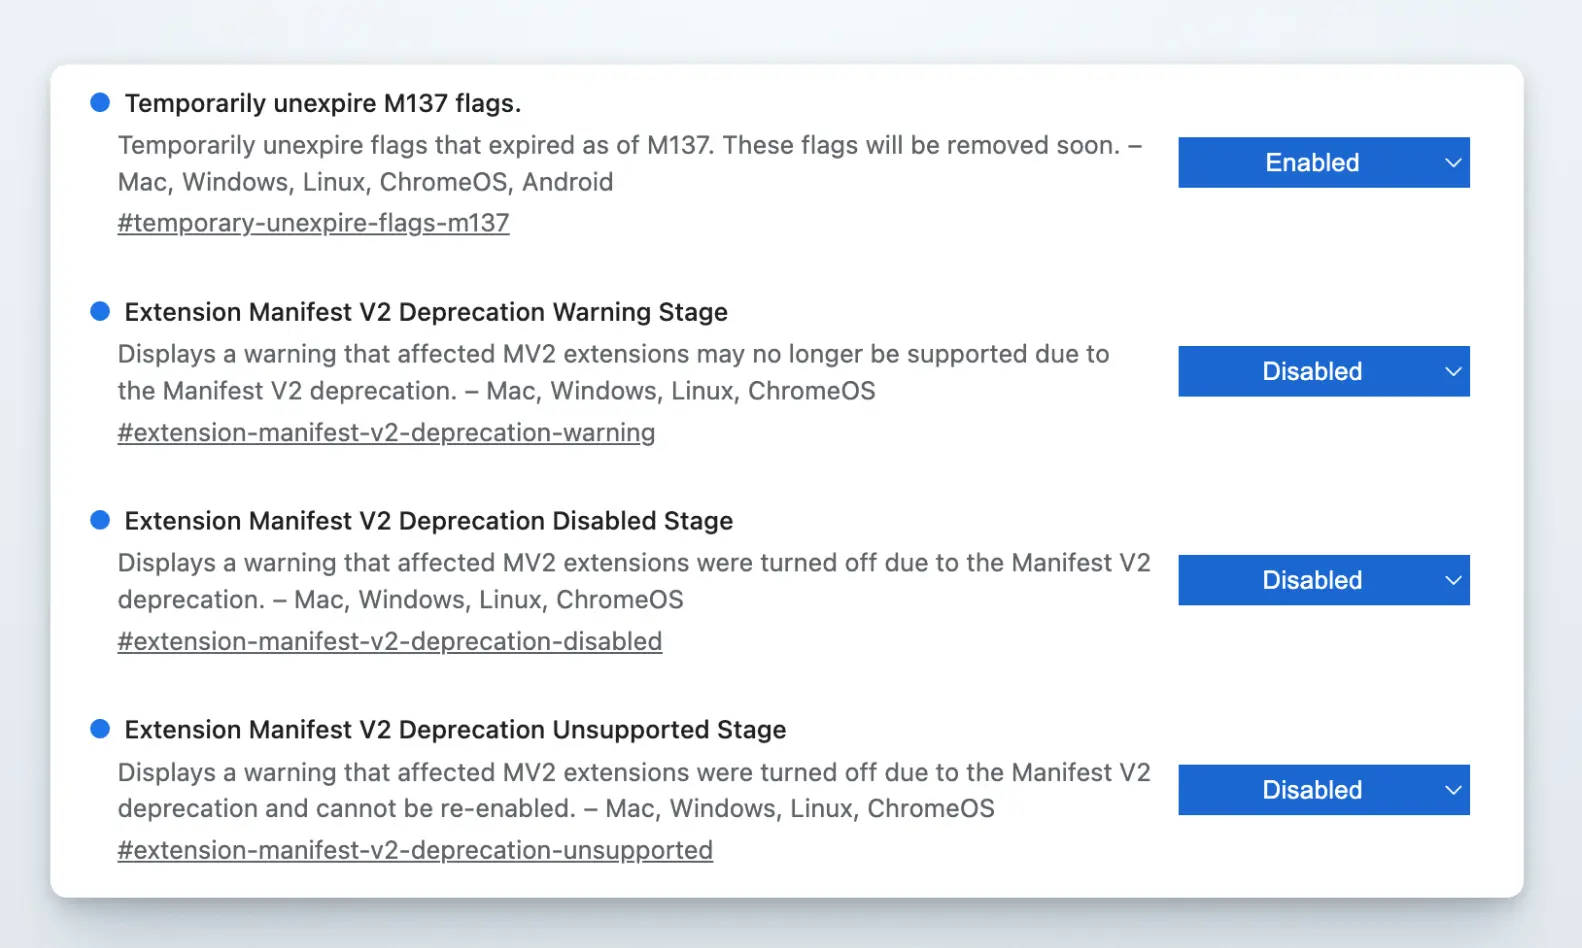 Temporarily unexpire M137 flags.
Temporarily unexpire flags that expired as of M137. These flags will be removed soon. –
Mac, Windows, Linux, ChromeOS, Android
#temporary-unexpire-flags-m137
Enabled
Extension Manifest V2 Deprecation Warning Stage
Displays a warning that affected MV2 extensions may no longer be supported due to
the Manifest V2 deprecation. – Mac, Windows, Linux, ChromeOS
#extension-manifest-v2-deprecation-warning
Disabled
Extension Manifest V2 Deprecation Disabled Stage
Displays a warning that affected MV2 extensions were turned off due to the Manifest V2
deprecation. – Mac, Windows, Linux, ChromeOS
#extension-manifest-v2-deprecation-disabled
Disabled
Extension Manifest V2 Deprecation Unsupported Stage
Displays a warning that affected MV2 extensions were turned off due to the Manifest V2
deprecation and cannot be re-enabled. – Mac, Windows, Linux, ChromeOS
#extension-manifest-v2-deprecation-unsupported
Disabled